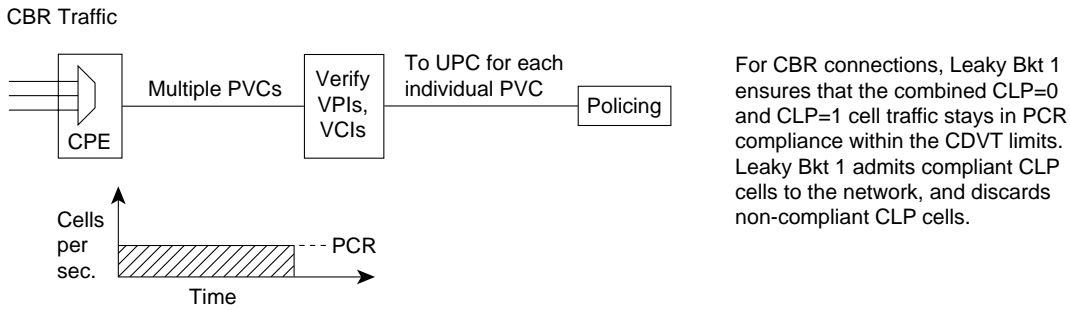 CBR Traffic
CPE
Multiple PVCs
Verify
VPIs,
VCIs
To UPC for each
individual PVC
Policing
For CBR connections, Leaky Bkt 1
ensures that the combined CLP=0
and CLP=1 cell traffic stays in PCR
compliance within the CDVT limits.
Leaky Bkt 1 admits compliant CLP
cells to the network, and discards
non-compliant CLP cells.
Cells
per
sec.
PCR
Time